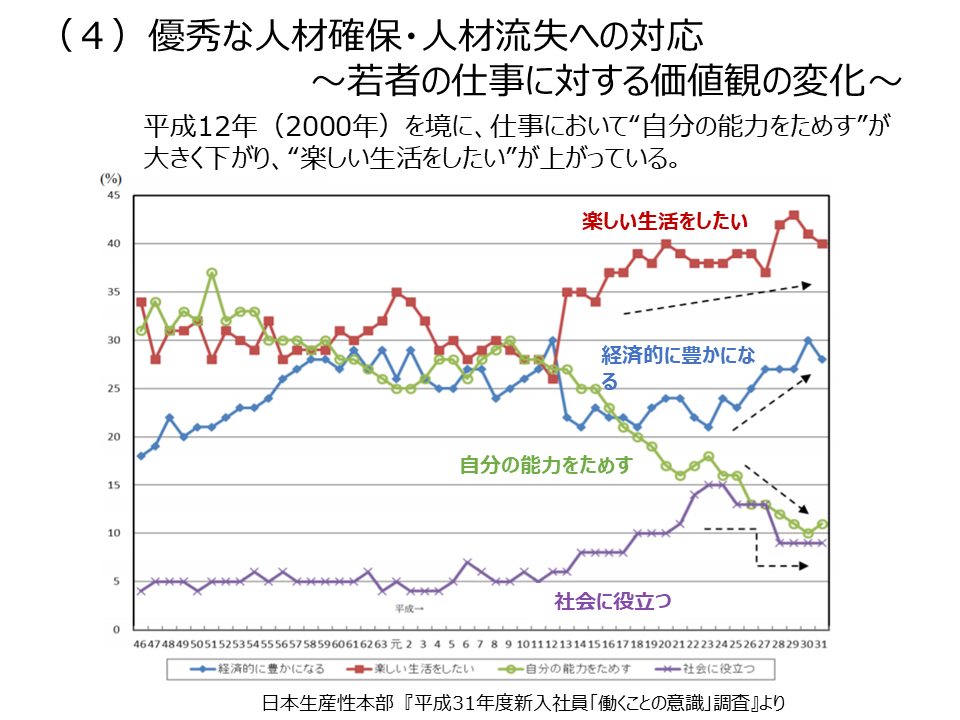 （４）優秀な人材確保・人材流失への対応
～若者の仕事に対する価値観の変化～
平成12年（2000年）を境に、仕事において“自分の能力をためす”が
大きく下がり、“楽しい生活をしたい”が上がっている。
(%)
45
楽しい生活をしたい
40
35
30
経済的に豊かにな
る
25
20
自分の能力をためす
15
10
5
社会に役立つ
平成→
0
46 47 48 49 50 51 52 53 54 55 56 57 58 59 60 61 62 63 元 2 3 4 5 6 7 8 9 10 11 12 13 14 15 16 17 18 19 20 21 22 23 24 25 26 27 28 29 30 31
経済的に豊かになる 楽しい生活をしたい 自分の能力をためす 社会に役立つ
日本生産性本部 『平成31年度新入社員「働くことの意識」調査』より